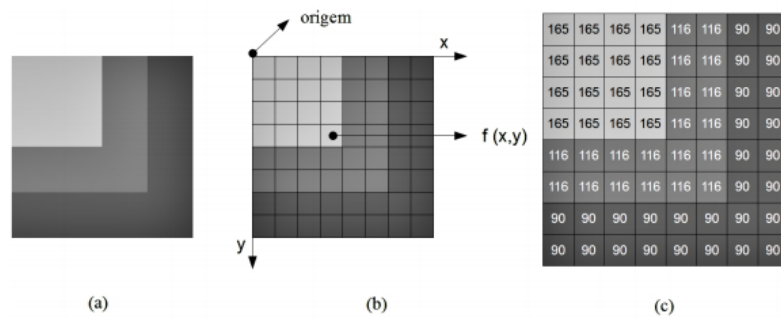 origem
x
f (x,y)
y
165 165 165 165 116 116 90 90
165 165 165 165 116 116 90 90
165 165 165 165 116 116 90 90
165 165 165 165 116 116 90 90
116 116 116 116 116 116 90 90
116 116 116 116 116 116 90 90
90 90 90 90 90 90 90 90
90 90 90 90 90 90 90 90
(a) (b) (c)